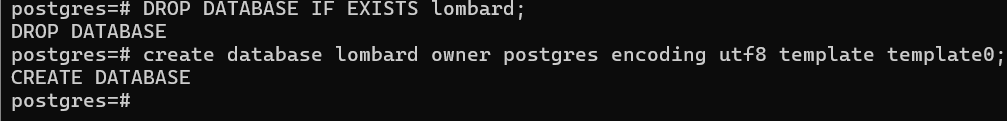 postgres=# DROP DATABASE IF EXISTS lombard;
DROP DATABASE
postgres=# create database lombard owner postgres encoding utf8 template template0;
CREATE DATABASE
postgres=#